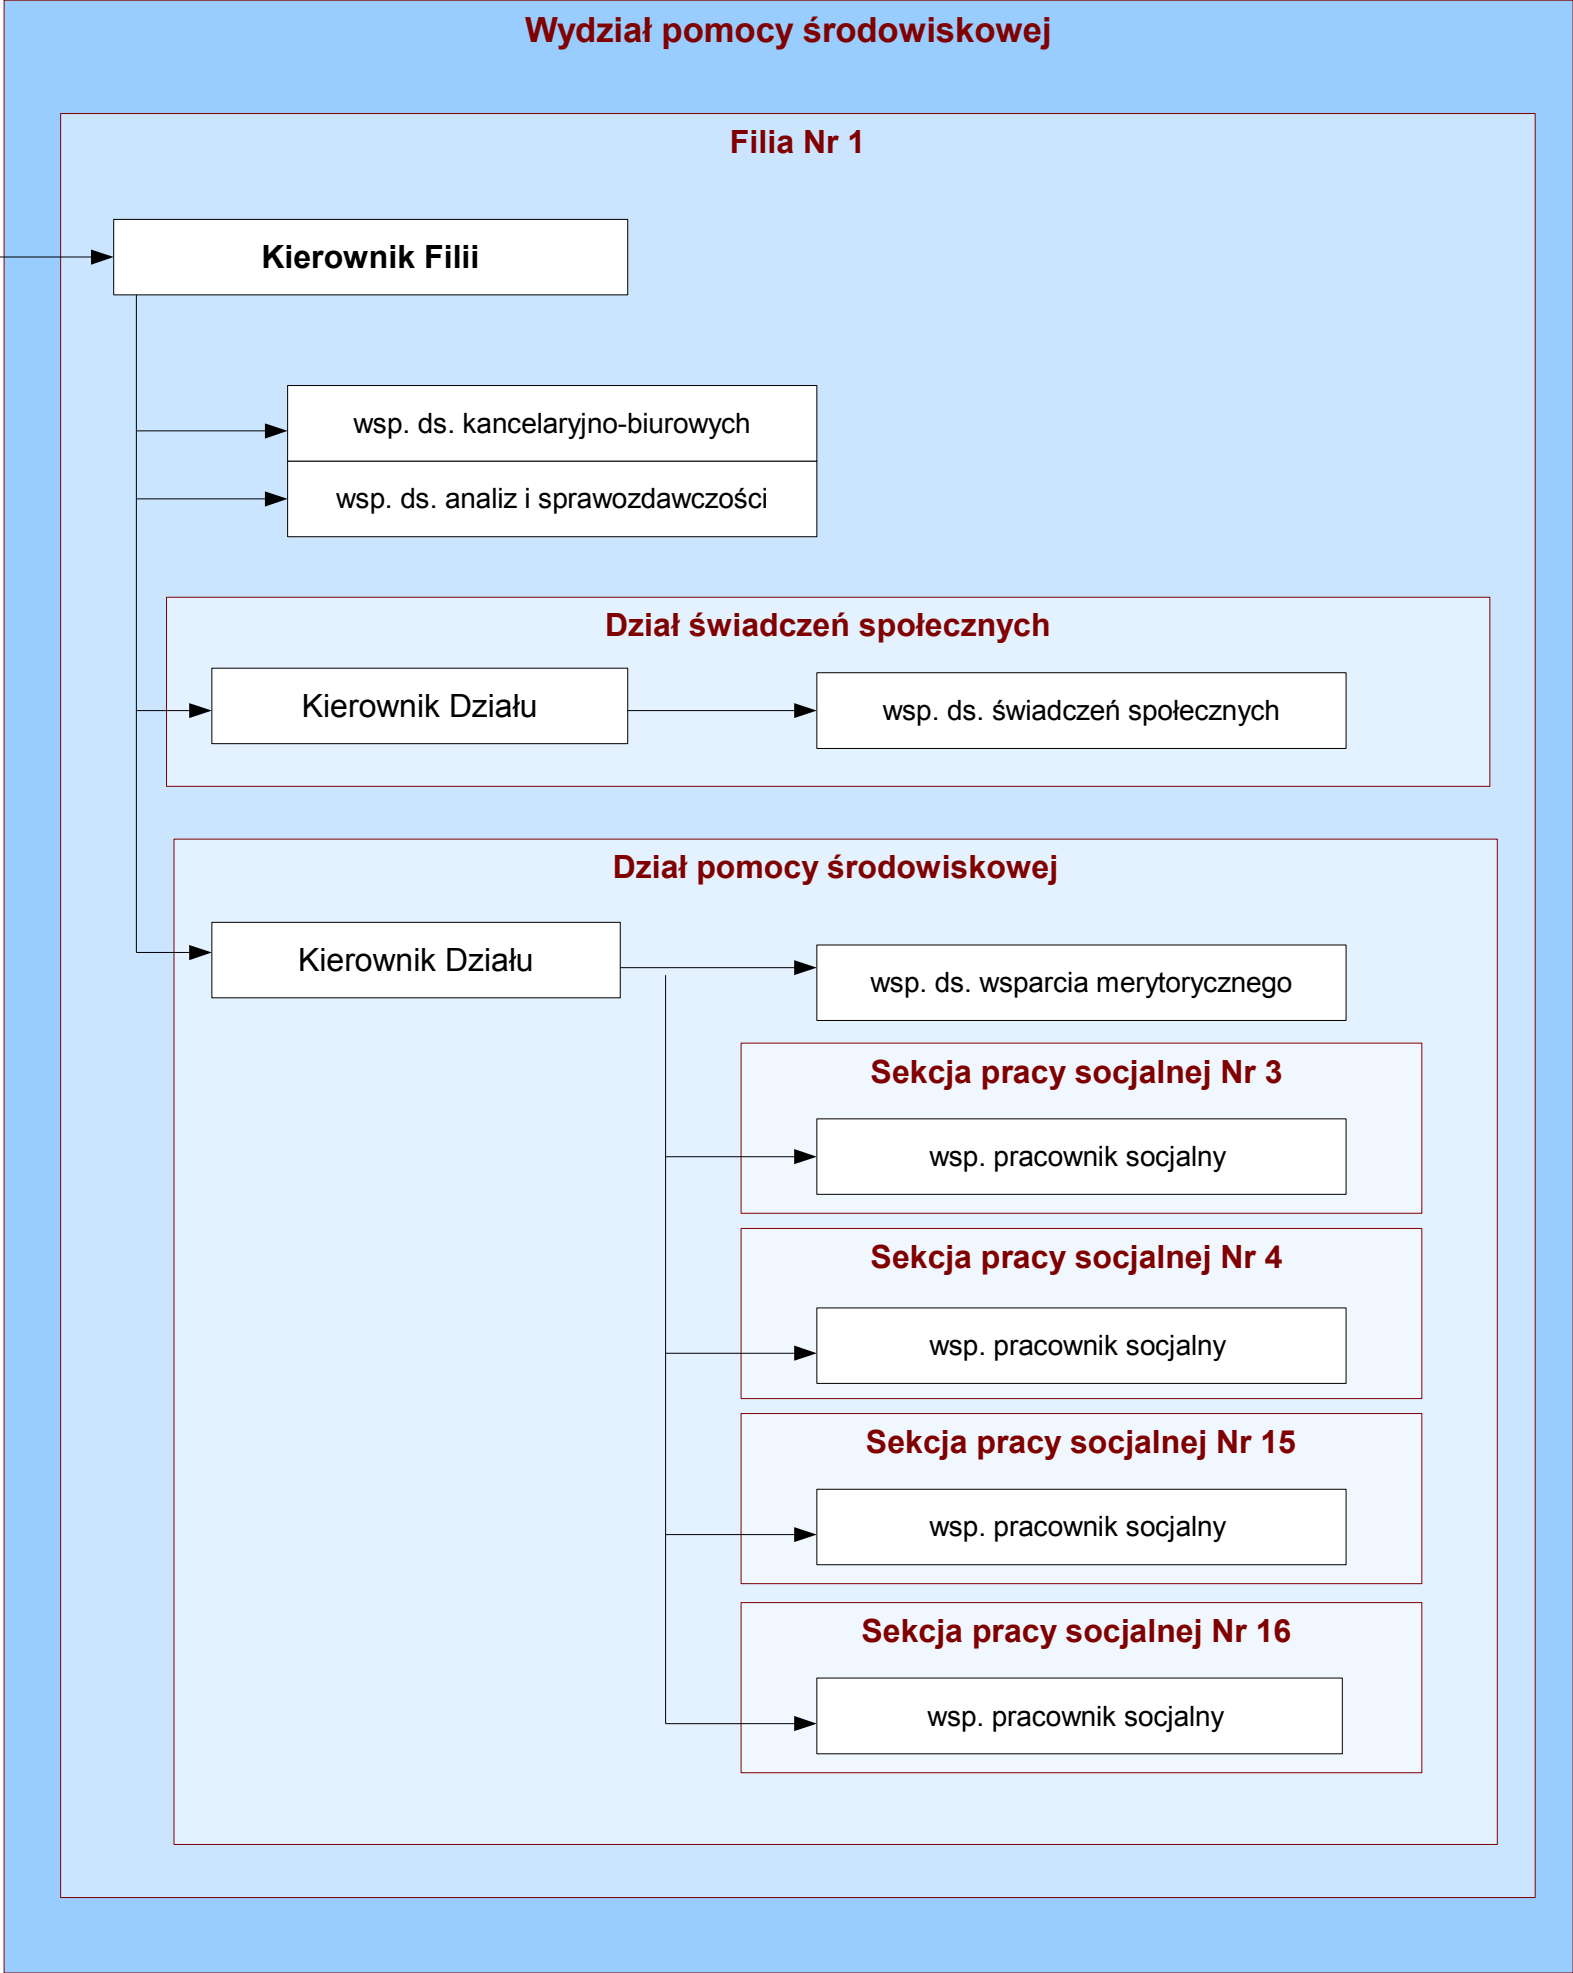 Wydział pomocy środowiskowej
Filia Nr 1
Kierownik Filii
wsp. ds. kancelaryjno-biurowych
wsp. ds. analiz i sprawozdawczości
Dział świadczeń społecznych
Kierownik Działu
wsp. ds. świadczeń społecznych
Dział pomocy środowiskowej
Kierownik Działu
wsp. ds. wsparcia merytorycznego
Sekcja pracy socjalnej Nr 3
wsp. pracownik socjalny
Sekcja pracy socjalnej Nr 4
wsp. pracownik socjalny
Sekcja pracy socjalnej Nr 15
wsp. pracownik socjalny
Sekcja pracy socjalnej Nr 16
wsp. pracownik socjalny